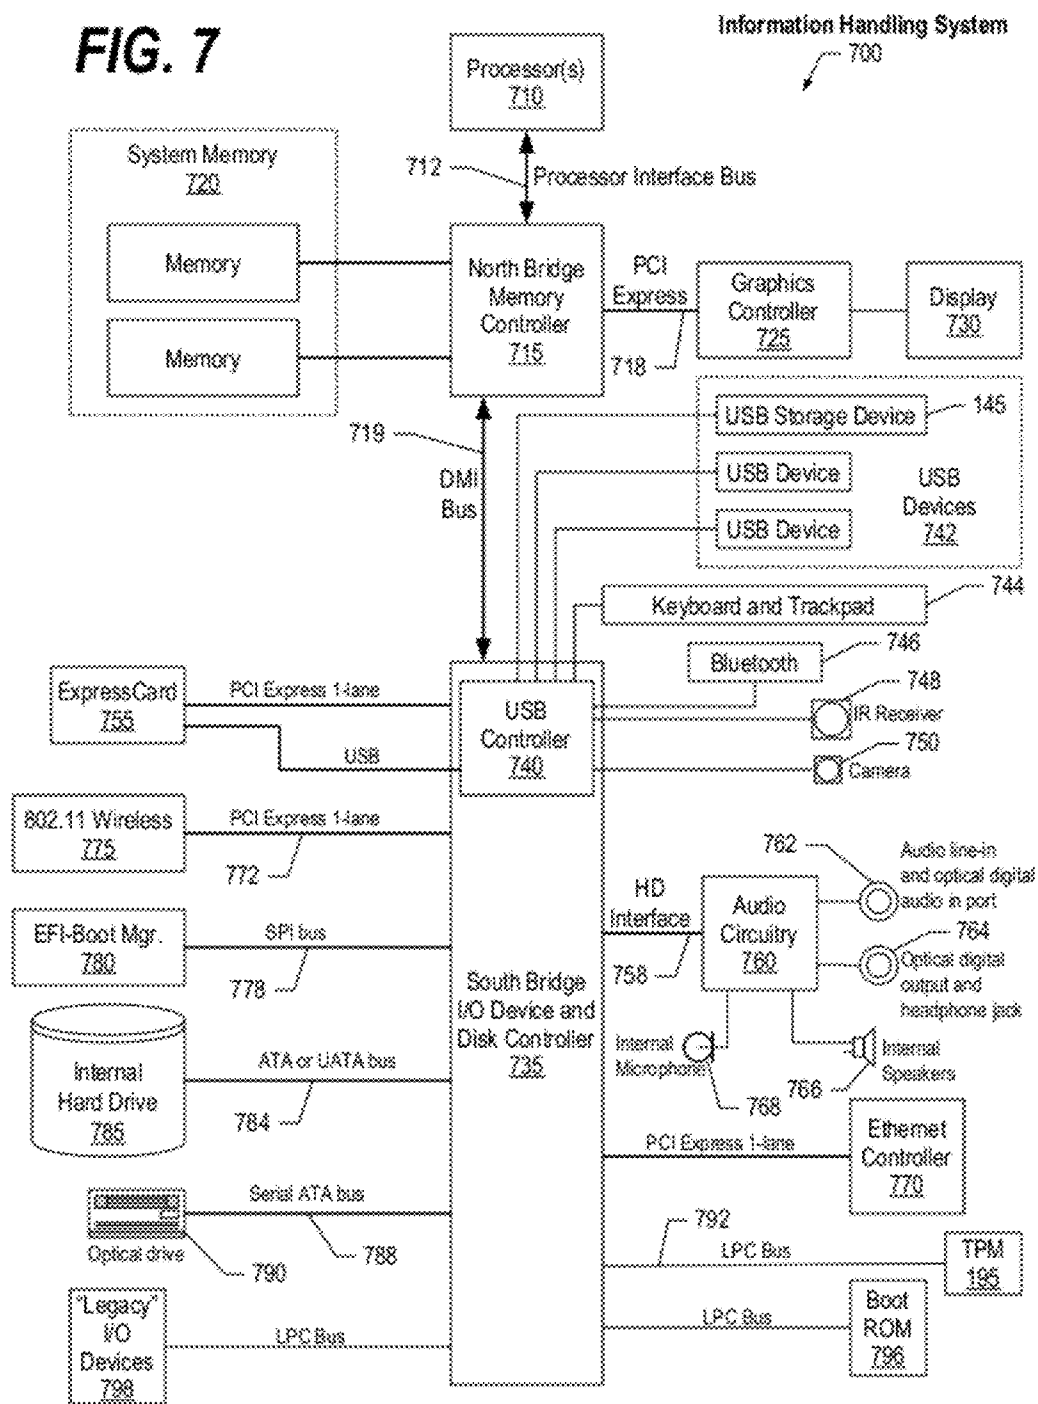 FIG. 7
Information Handling System
700
Processor(s)
710
712
Processor Interface Bus
System Memory
720
Memory
Memory
North Bridge
Memory
Controller
715
PCI
Express
718
Graphics
Controller
725
Display
730
719
DMI
Bus
USB Storage Device
145
USB Device
USB Device
USB
Devices
742
Keyboard and Trackpad
744
Bluetooth
746
748
IR Receiver
750
Camera
ExpressCard
755
PCI Express 1-lane
USB
USB
Controller
740
802.11 Wireless
775
PCI Express 1-lane
772
EFI-Boot Mgr.
780
SPI bus
778
Internal
Hard Drive
785
ATA or UATA bus
784
Optical drive
790
Serial ATA bus
788
"Legacy"
I/O
Devices
798
LPC Bus
South Bridge
I/O Device and
Disk Controller
735
HD
Interface
758
Audio
Circuitry
760
762
Audio line-in
and optical digital
audio in port
764
Optical digital
output and
headphone jack
Internal
Microphone
768
766
Internal
Speakers
PCI Express 1-lane
Ethernet
Controller
770
792
LPC Bus
TPM
195
LPC Bus
Boot
ROM
796